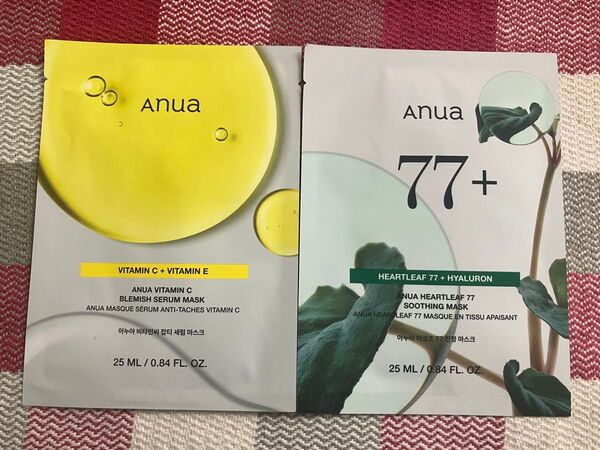 Anua
VITAMIN C + VITAMIN E
ANUA VITAMIN C
BLEMISH SERUM MASK
ANUA MASQUE SÉRUM ANTI-TACHES VITAMIN C
아누아 비타민씨 잡티 세럼 마스크
25 ML / 0.84 FL. OZ.
Anua
77+
HEARTLEAF 77 + HYALURON
ANUA HEARTLEAF 77
SOOTHING MASK
ANUA HEARTLEAF 77 MASQUE EN TISSU APAISANT
아누아 어성초 77 진정 마스크
25 ML / 0.84 FL. OZ.